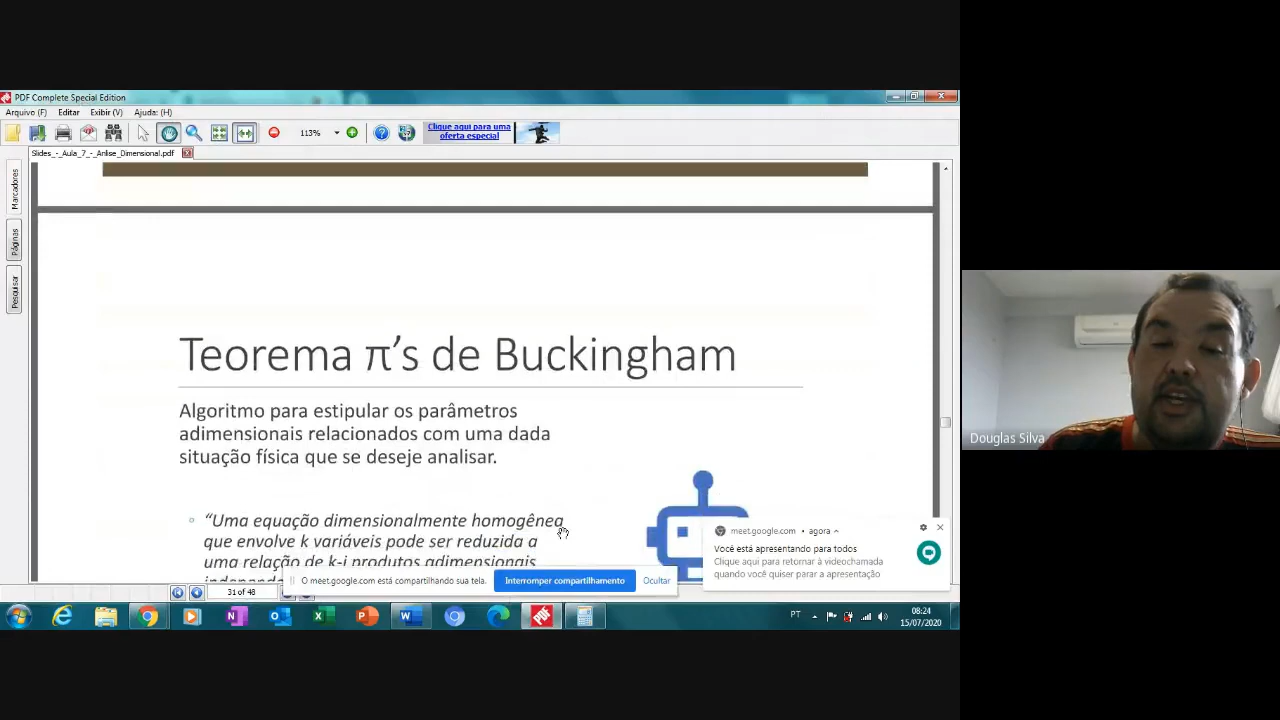 PDF Complete Special Edition
Arquivo (F) Editar Exibir (V) Ajuda: (H)
113%
Clique aqui para uma
oferta especial
Slides_-_Aula_7_-_Anlise_Dimensional.pdf
Marcadores
Páginas
Pesquisar
Teorema π’s de Buckingham
Algoritmo para estipular os parâmetros
adimensionais relacionados com uma dada
situação física que se deseje analisar.
“Uma equação dimensionalmente homogênea
que envolve k variáveis pode ser reduzida a
uma relação de k-i produtos adimensionais
meet.google.com • agora
Você está apresentando para todos
Clique aqui para retornar à videochamada
quando você quiser parar a apresentação
O meet.google.com está compartilhando sua tela.
Interromper compartilhamento
Ocultar
31 of 48
PT
08:24
15/07/2020
Douglas Silva